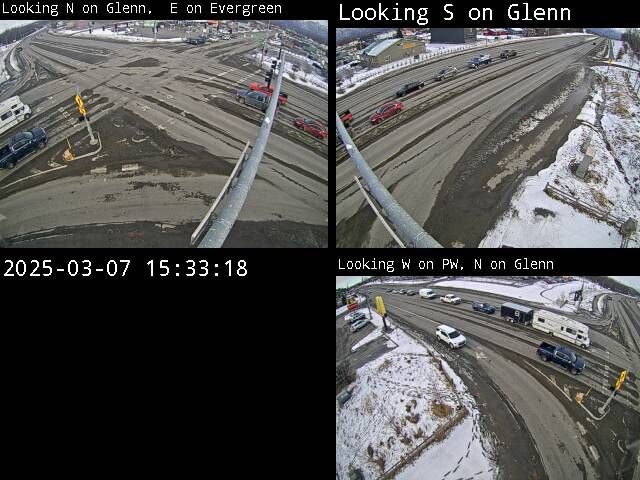 Looking N on Glenn,  E on Evergreen
Looking S on Glenn
2025-03-07 15:33:18
Looking W on PW, N on Glenn